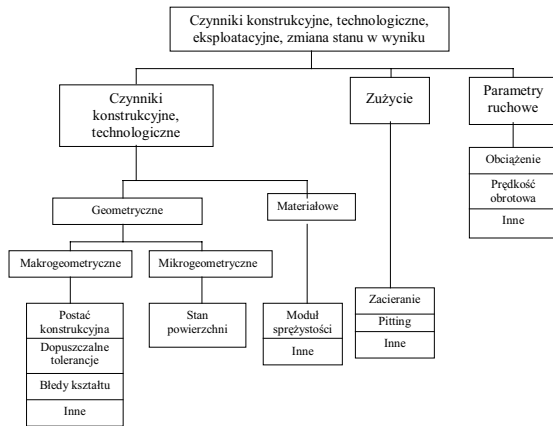 Czynniki konstrukcyjne, technologiczne,
eksploatacyjne, zmiana stanu w wyniku
Czynniki
konstrukcyjne,
technologiczne
Zużycie
Parametry
ruchowe
Obciążenie
Prędkość
obrotowa
Inne
Geometryczne
Materiałowe
Makrogeometryczne
Mikrogeometryczne
Postać
konstrukcyjna
Dopuszczalne
tolerancje
Błedy kształtu
Inne
Stan
powierzchni
Moduł
sprężystości
Inne
Zacieranie
Pitting
Inne